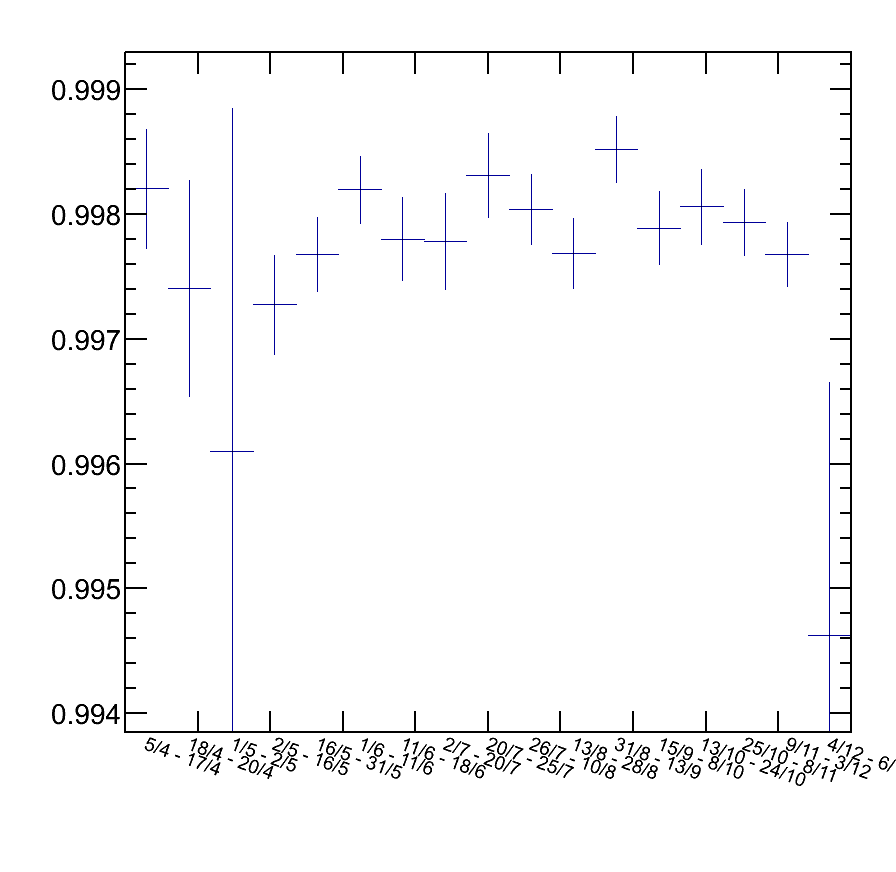 0.999
0.998
0.997
0.996
0.995
0.994
5/4 - 17/4
18/4 - 20/4
1/5 - 2/5
2/5 - 16/5
16/5 - 31/5
1/6 - 11/6
11/6 - 18/6
2/7 - 20/7
20/7 - 25/7
26/7 - 10/8
13/8 - 28/8
31/8 - 13/9
15/9 - 8/10
13/10 - 24/10
25/10 - 8/11
9/11 - 3/12
4/12 - 6/